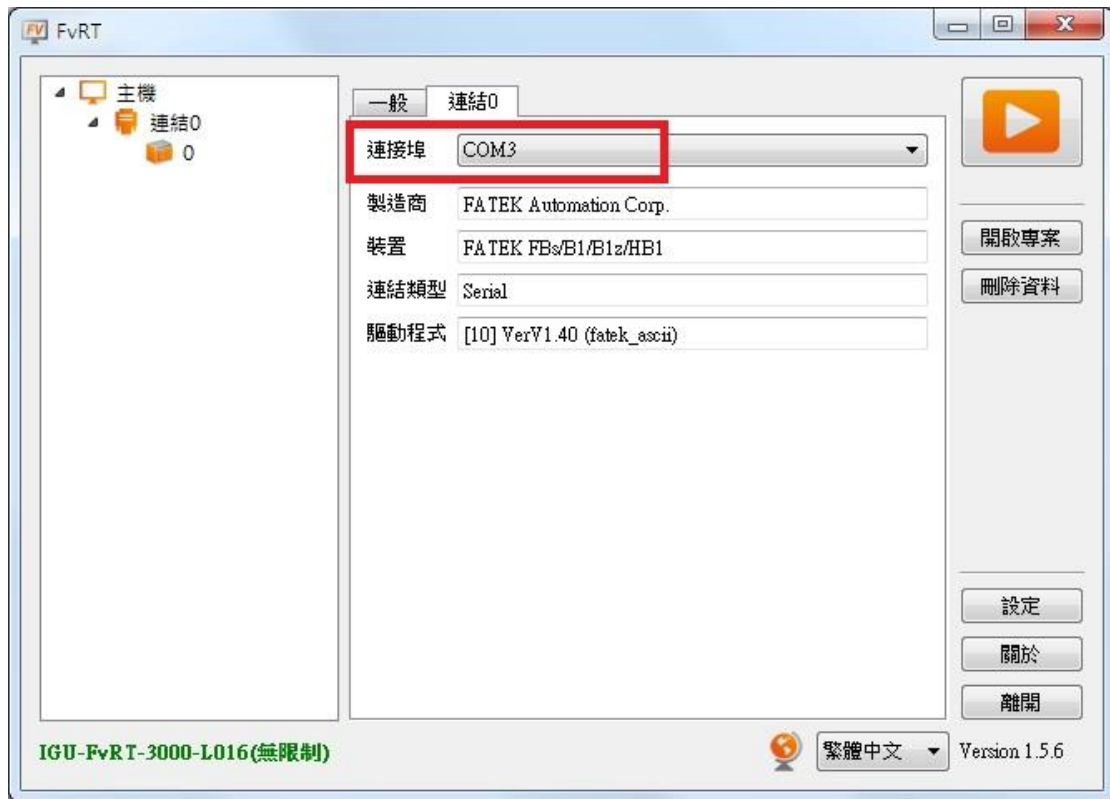 FV FvRT
主機
連結0
0
一般 連結0
連接埠 COM3
製造商 FATEK Automation Corp.
裝置 FATEK FBs/B1/B1z/HB1
連結類型 Serial
驅動程式 [10] VerV1.40 (fatek_ascii)
開啟專案
刪除資料
設定
關於
離開
IGU-FvRT-3000-L016(無限制)
繁體中文 Version 1.5.6